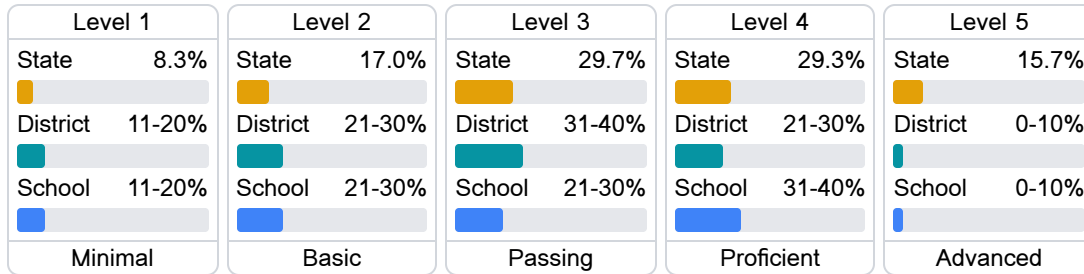 Level 1
State 8.3%
District 11-20%
School 11-20%
Minimal
Level 2
State 17.0%
District 21-30%
School 21-30%
Basic
Level 3
State 29.7%
District 31-40%
School 21-30%
Passing
Level 4
State 29.3%
District 21-30%
School 31-40%
Proficient
Level 5
State 15.7%
District 0-10%
School 0-10%
Advanced